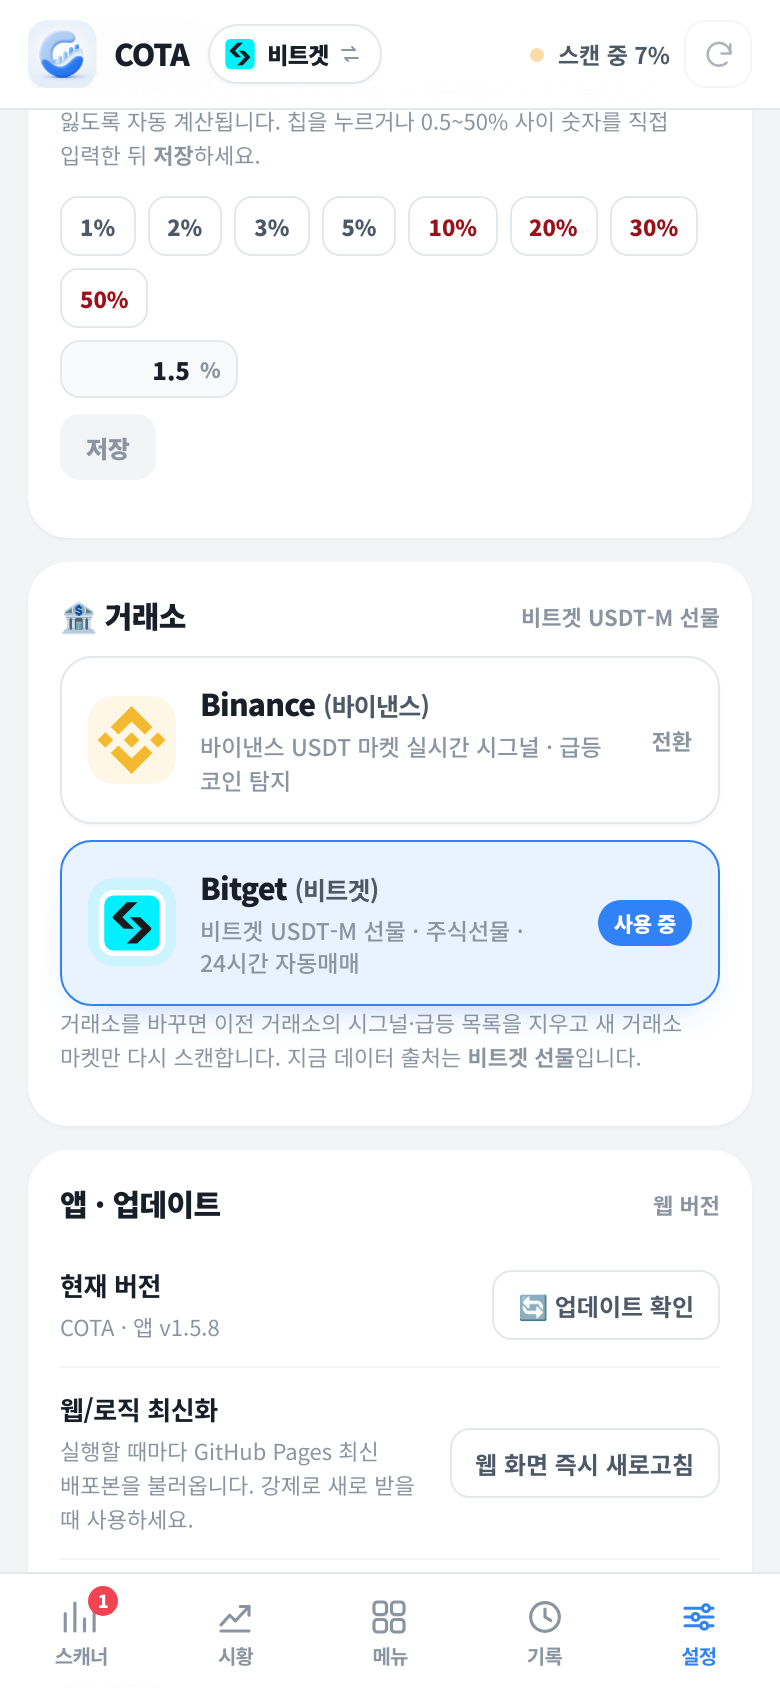 COTA
비트겟
스캔 중 7%
잃도록 자동 계산됩니다. 칩을 누르거나 0.5~50% 사이 숫자를 직접
입력한 뒤 저장하세요.
1%
2%
3%
5%
10%
20%
30%
50%
1.5 %
저장
거래소
비트겟 USDT-M 선물
Binance (바이낸스)
바이낸스 USDT 마켓 실시간 시그널 · 급등
코인 탐지
전환
Bitget (비트겟)
비트겟 USDT-M 선물 · 주식선물 ·
24시간 자동매매
사용 중
거래소를 바꾸면 이전 거래소의 시그널·급등 목록을 지우고 새 거래소
마켓만 다시 스캔합니다. 지금 데이터 출처는 비트겟 선물입니다.
앱 · 업데이트
웹 버전
현재 버전
COTA · 앱 v1.5.8
업데이트 확인
웹/로직 최신화
실행할 때마다 GitHub Pages 최신
배포본을 불러옵니다. 강제로 새로 받을
때 사용하세요.
웹 화면 즉시 새로고침
1
스캐너
시황
메뉴
기록
설정